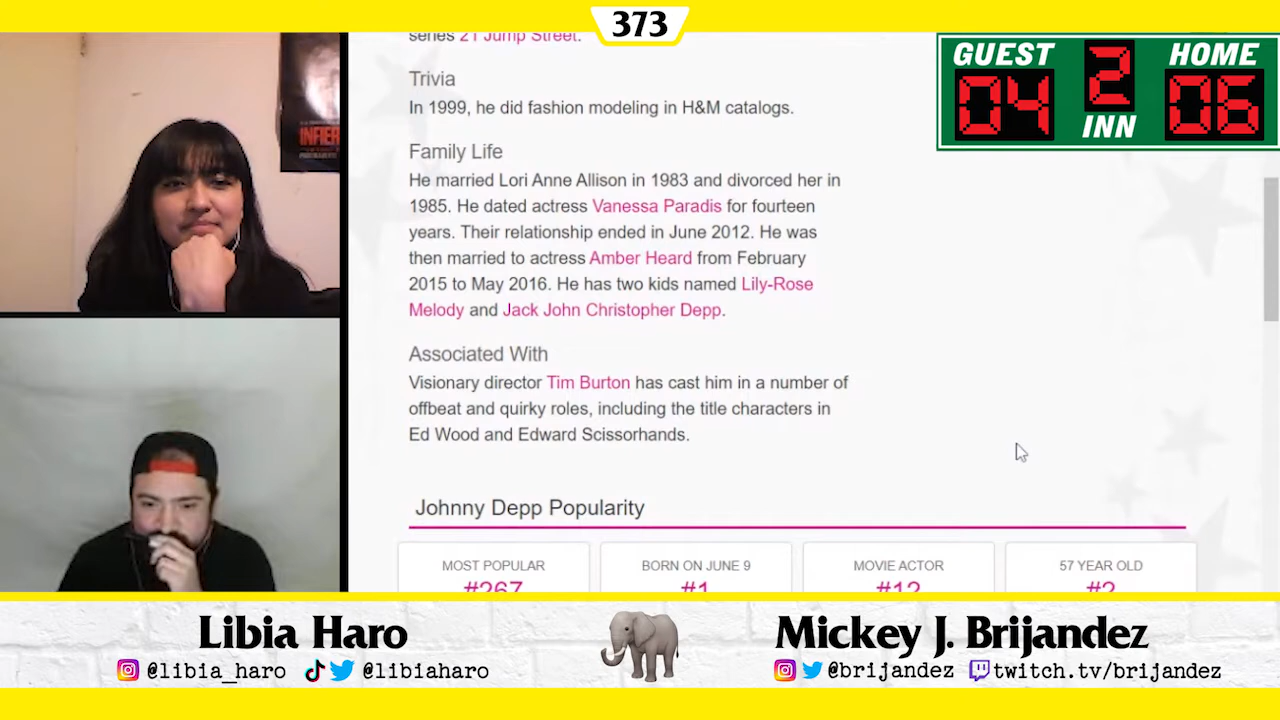 373
GUEST
04
2
INN
HOME
06
INFIER
series 21 Jump Street.
Trivia
In 1999, he did fashion modeling in H&M catalogs.
Family Life
He married Lori Anne Allison in 1983 and divorced her in
1985. He dated actress Vanessa Paradis for fourteen
years. Their relationship ended in June 2012. He was
then married to actress Amber Heard from February
2015 to May 2016. He has two kids named Lily-Rose
Melody and Jack John Christopher Depp.
Associated With
Visionary director Tim Burton has cast him in a number of
offbeat and quirky roles, including the title characters in
Ed Wood and Edward Scissorhands.
Johnny Depp Popularity
MOST POPULAR
#267
BORN ON JUNE 9
#1
MOVIE ACTOR
#12
57 YEAR OLD
#2
Libia Haro
@libia_haro @libiaharo
Mickey J. Brijandez
@brijandez twitch.tv/brijandez